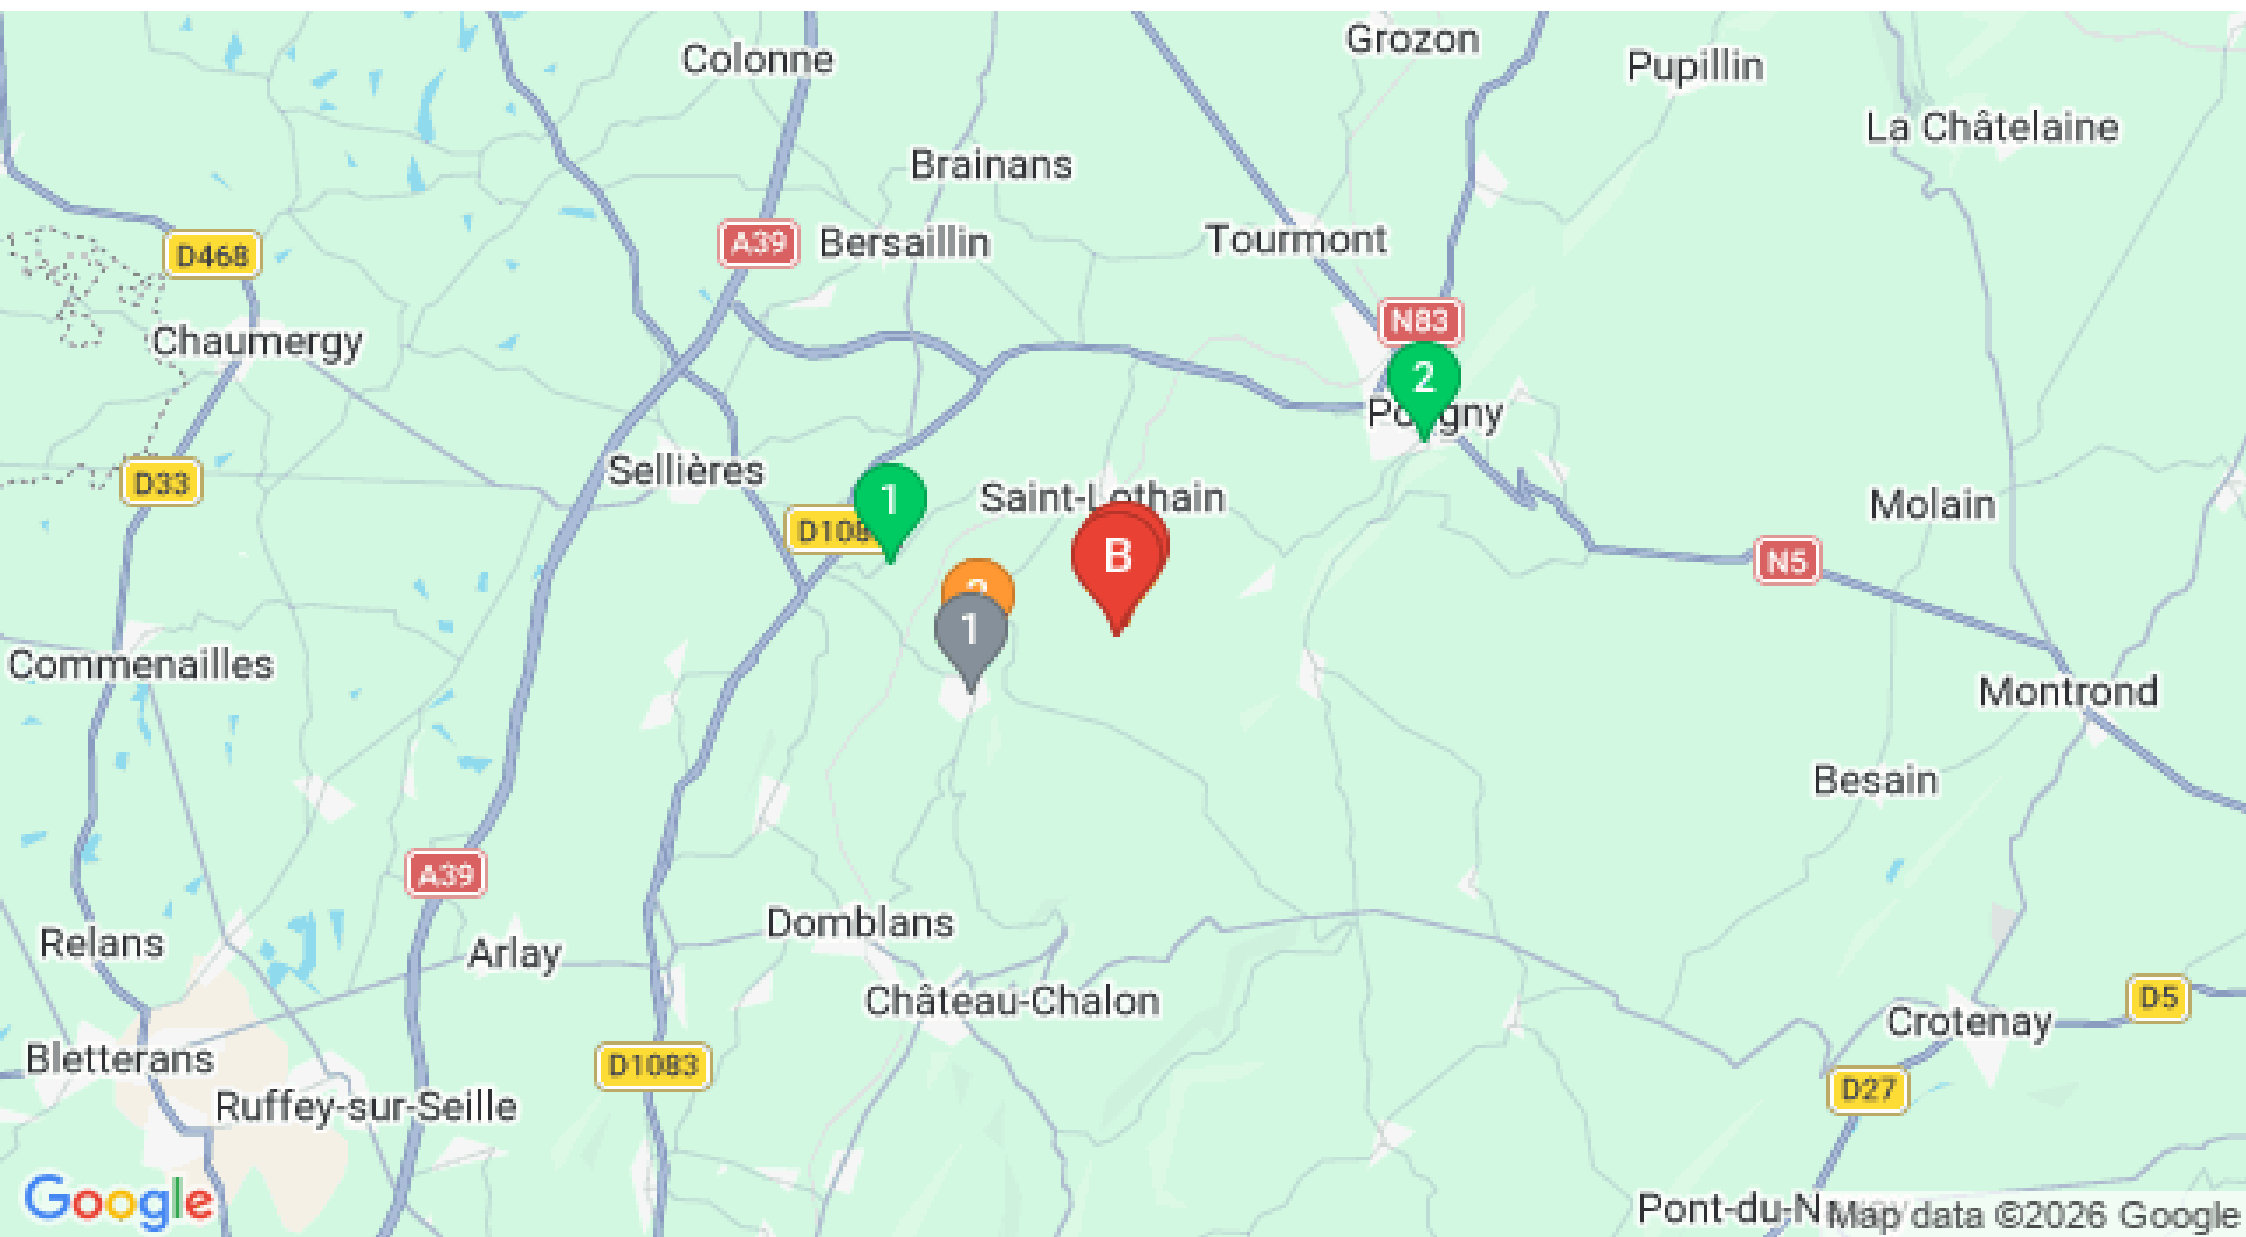 Grozon
Colonne
Pupillin
La Châtelaine
Brainans
Tourmont
A39
Bersaillin
D468
N83
Chaumergy
2
Sellières
D33
1
Saint-Lothain
Molain
B
N5
1
Commenailles
Montrond
Besain
A39
Domblans
Relans
Arlay
Château-Chalon
D5
Crotenay
Bletterans
D1083
D27
Ruffey-sur-Seille
Google
Map data ©2026 Google